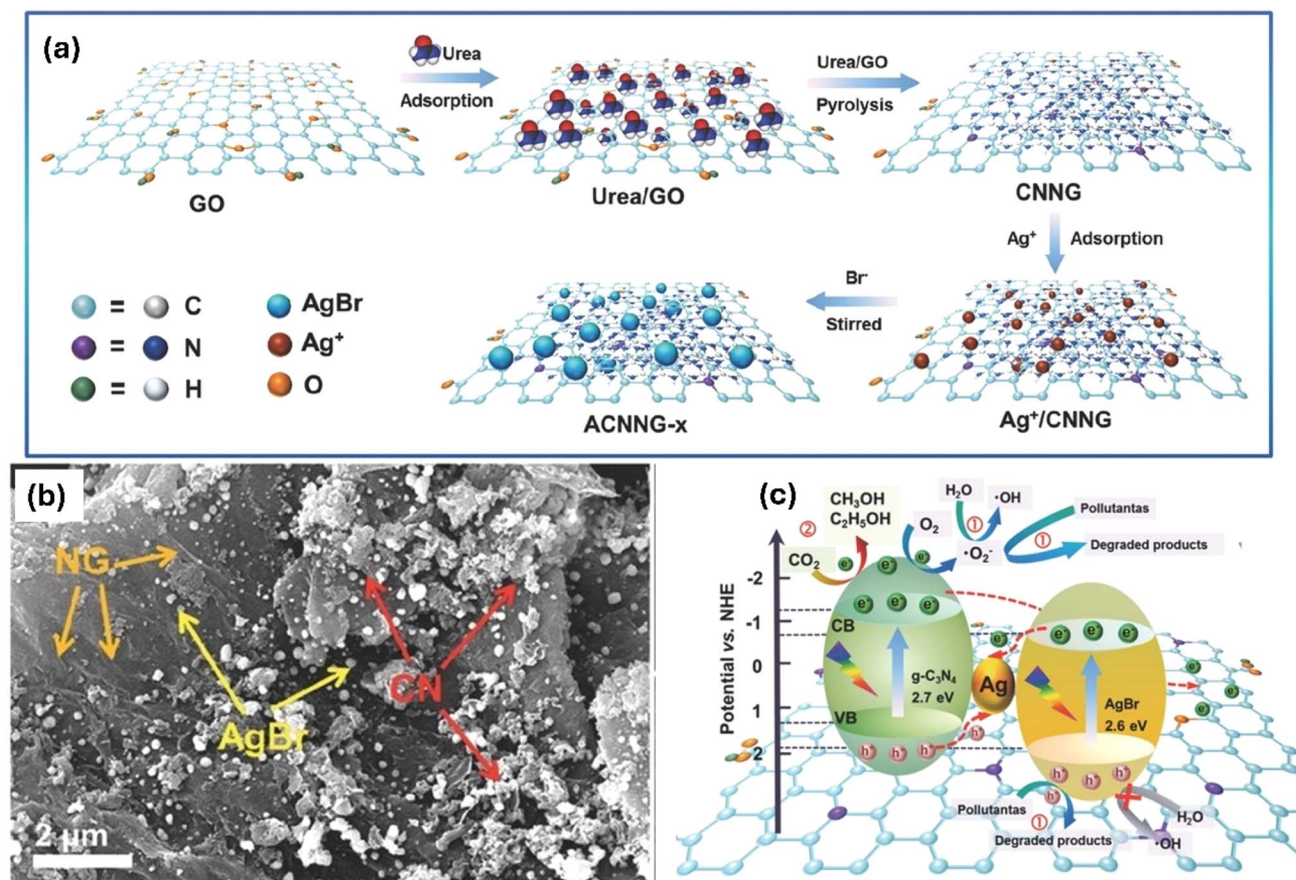 (a)
Urea
Adsorption
Urea/GO
Pyrolysis
GO
Urea/GO
CNNG
Ag⁺ Adsorption
= C
= N
= H
AgBr
Ag⁺
O
Br⁻
Stirred
ACNNG-x
Ag⁺/CNNG
(b)
NG
AgBr
CN
2 μm
(c)
Potential vs. NHE
-2
-1
0
1
2
② CH₃OH
C₂H₅OH
CO₂
O₂
H₂O
①
·OH
·O₂⁻
Pollutantas
①
Degraded products
e⁻ e⁻ e⁻
e⁻ e⁻ e⁻
CB
g-C₃N₄
2.7 eV
VB
h⁺ h⁺ h⁺
h⁺
Ag
e⁻
e⁻ e⁻ e⁻
AgBr
2.6 eV
h⁺ h⁺ h⁺
h⁺
e⁻
e⁻
e⁻
Pollutantas
①
Degraded products
H₂O
·OH